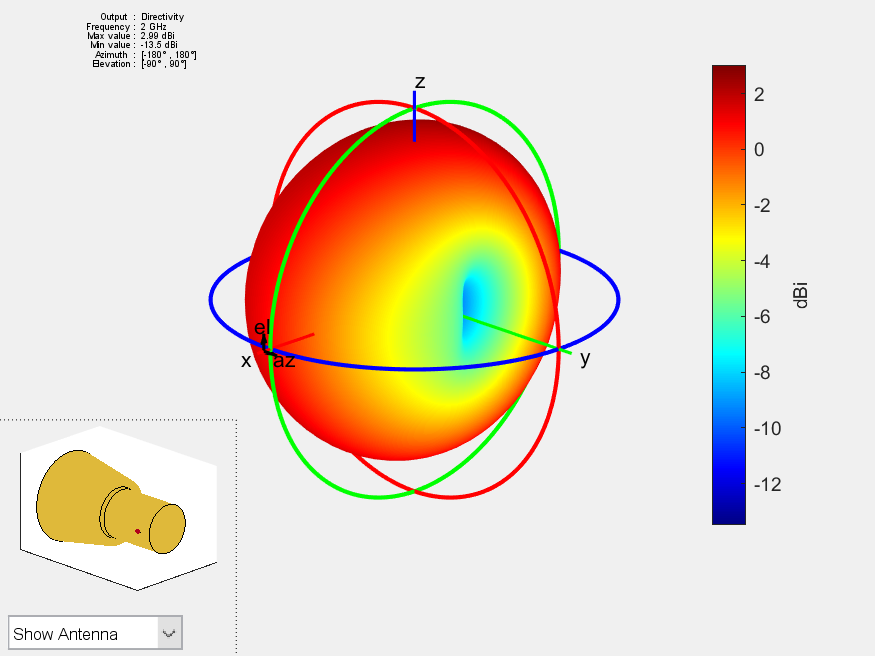 Output : Directivity
Frequency : 2 GHz
Max value : 2.99 dBi
Min value : -13.5 dBi
Azimuth : [-180° , 180°]
Elevation : [-90° , 90°]
z
2
0
-2
-4
-6
-8
-10
-12
dBi
el
x
az
y
Show Antenna